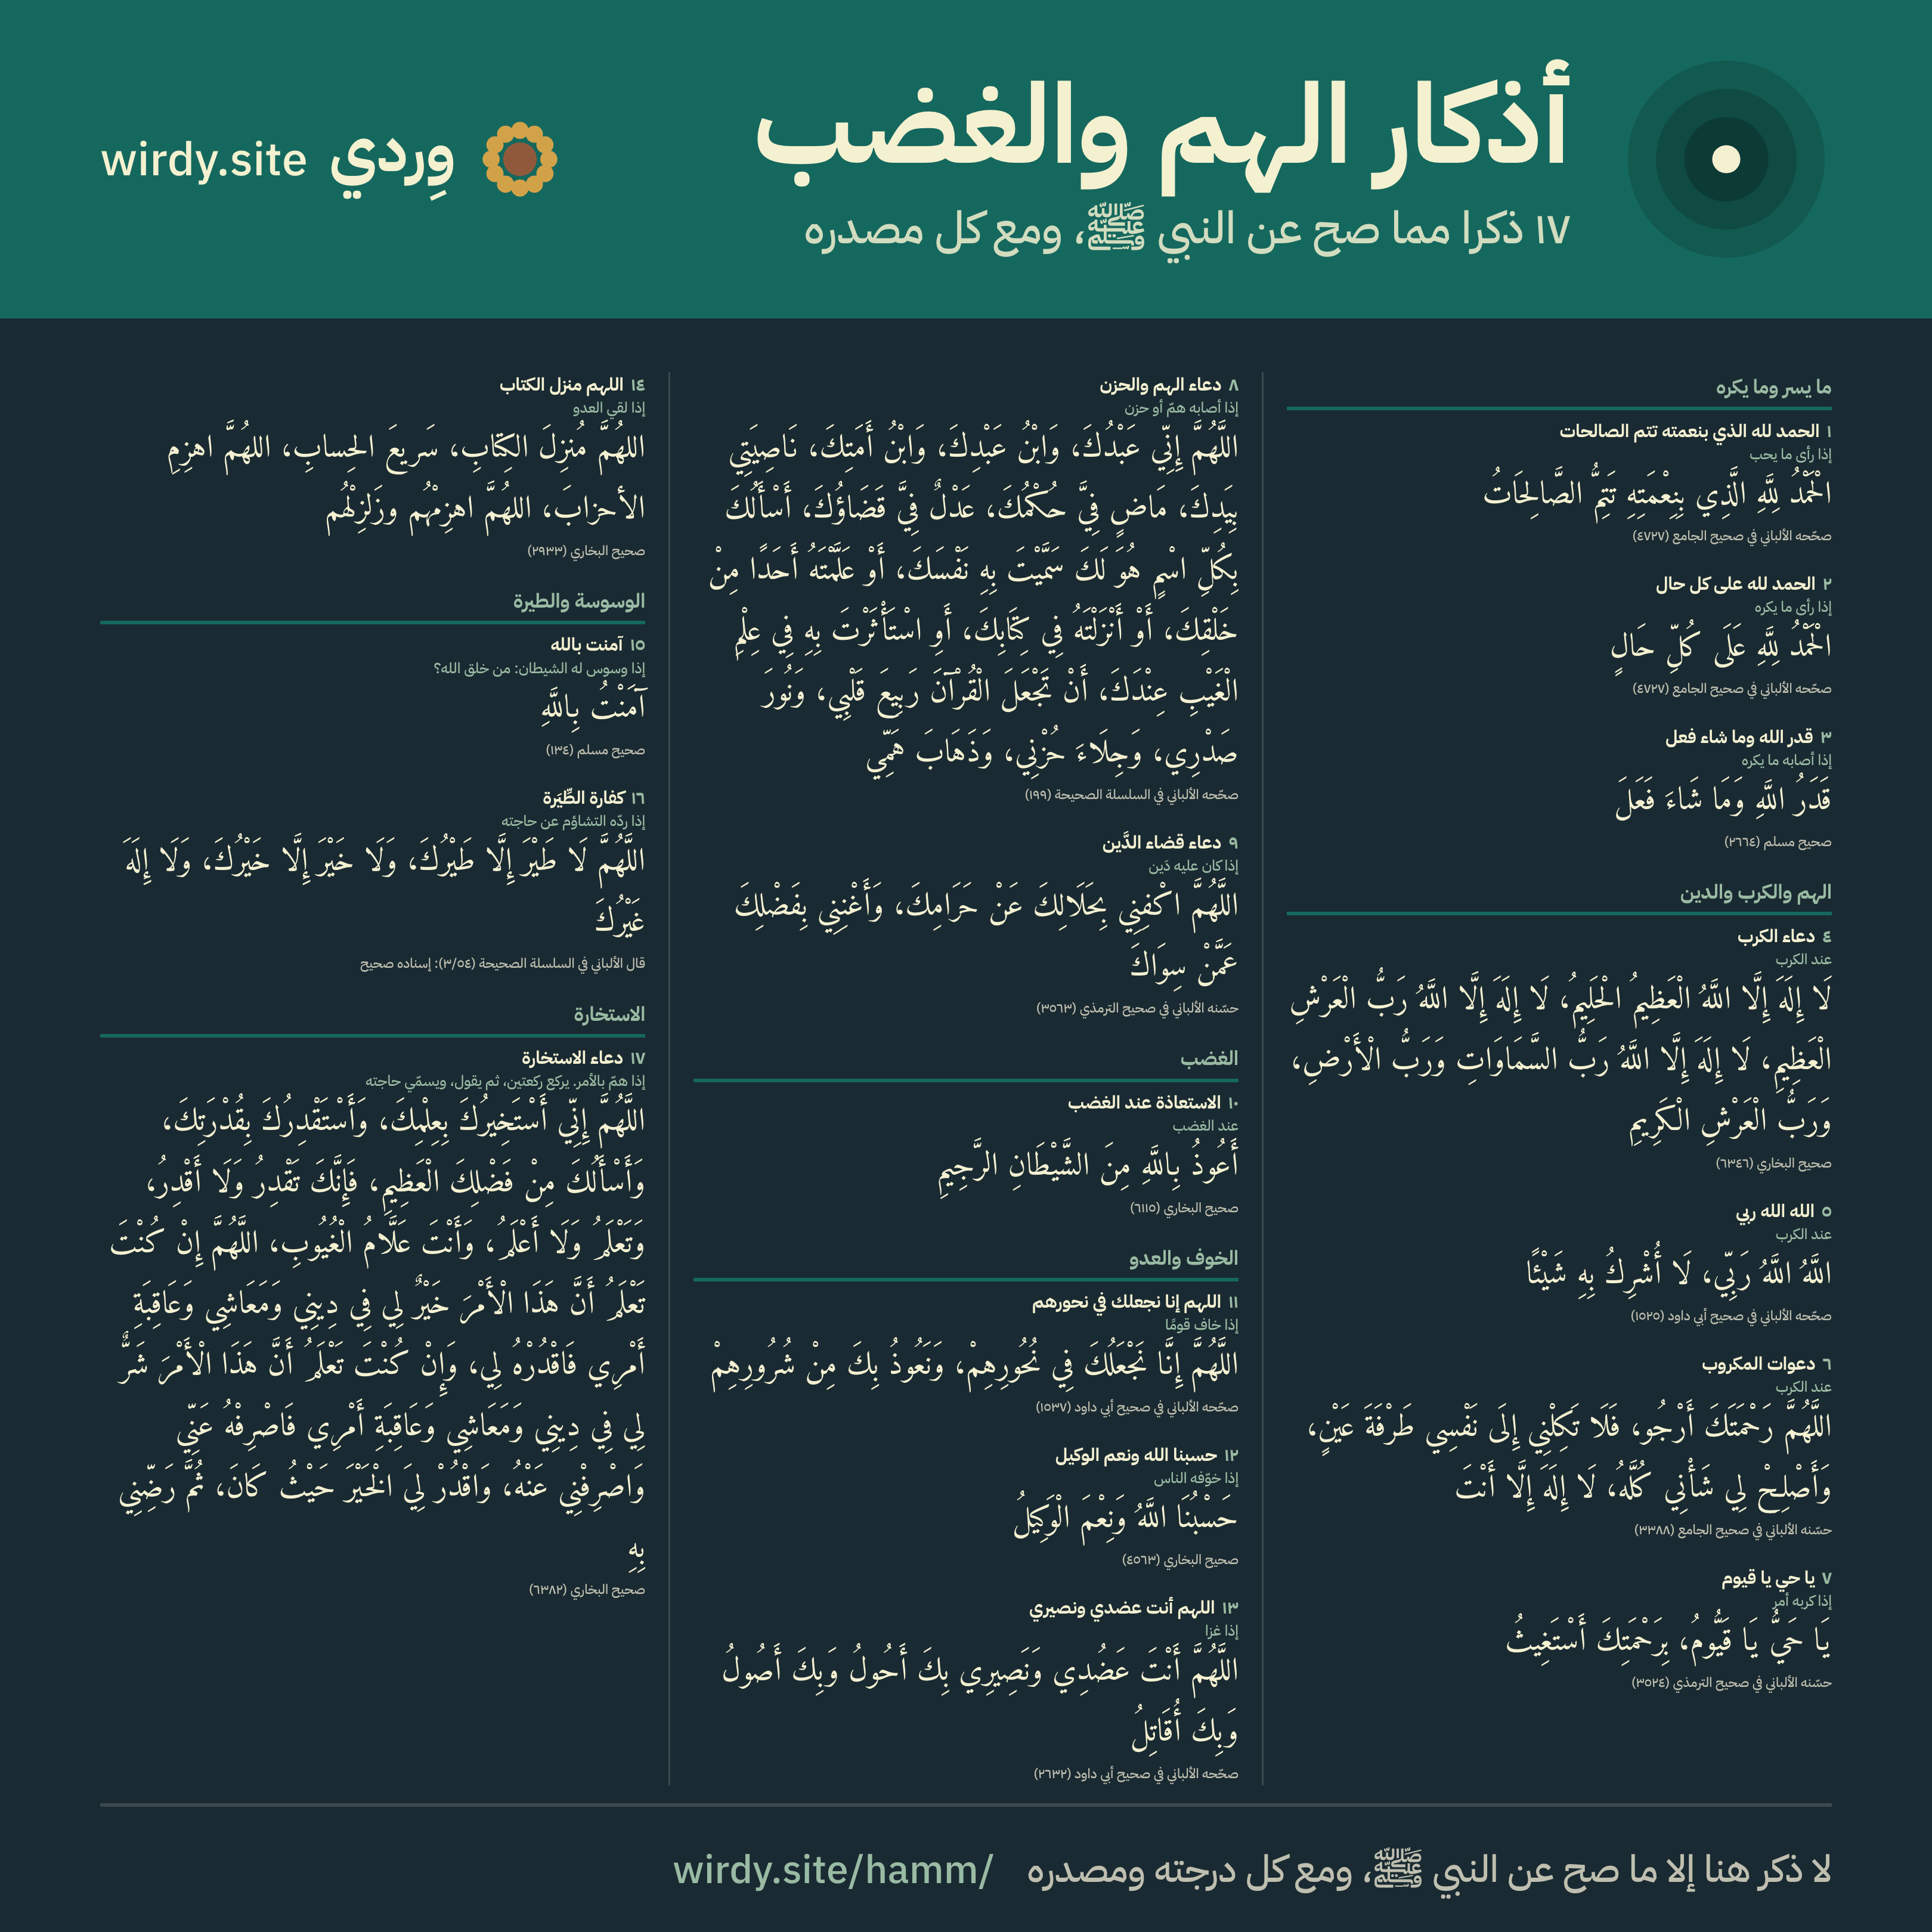 أذكار الهم والغضب
١٧ ذكرا مما صح عن النبي ﷺ، ومع كل مصدره
وِردي wirdy.site
ما يسر وما يكره
١ الحمد لله الذي بنعمته تتم الصالحات
إذا رأى ما يحب
الْحَمْدُ لِلَّهِ الَّذِي بِنِعْمَتِهِ تَتِمُّ الصَّالِحَاتُ
صحّحه الألباني في صحيح الجامع (٤٧٢٧)
٢ الحمد لله على كل حال
إذا رأى ما يكره
الْحَمْدُ لِلَّهِ عَلَى كُلِّ حَالٍ
صحّحه الألباني في صحيح الجامع (٤٧٢٧)
٣ قدر الله وما شاء فعل
إذا أصابه ما يكره
قَدَرُ اللَّهِ وَمَا شَاءَ فَعَلَ
صحيح مسلم (٢٦٦٤)
الهم والكرب والدين
٤ دعاء الكرب
عند الكرب
لَا إِلَهَ إِلَّا اللَّهُ الْعَظِيمُ الْحَلِيمُ، لَا إِلَهَ إِلَّا اللَّهُ رَبُّ الْعَرْشِ
الْعَظِيمِ، لَا إِلَهَ إِلَّا اللَّهُ رَبُّ السَّمَاوَاتِ وَرَبُّ الْأَرْضِ،
وَرَبُّ الْعَرْشِ الْكَرِيمِ
صحيح البخاري (٦٣٤٦)
٥ الله الله ربي
عند الكرب
اللَّهُ اللَّهُ رَبِّي، لَا أُشْرِكُ بِهِ شَيْئًا
صحّحه الألباني في صحيح أبي داود (١٥٢٥)
٦ دعوات المكروب
عند الكرب
اللَّهُمَّ رَحْمَتَكَ أَرْجُو، فَلَا تَكِلْنِي إِلَى نَفْسِي طَرْفَةَ عَيْنٍ،
وَأَصْلِحْ لِي شَأْنِي كُلَّهُ، لَا إِلَهَ إِلَّا أَنْتَ
حسّنه الألباني في صحيح الجامع (٣٣٨٨)
٧ يا حي يا قيوم
إذا كربه أمر
يَا حَيُّ يَا قَيُّومُ، بِرَحْمَتِكَ أَسْتَغِيثُ
حسّنه الألباني في صحيح الترمذي (٣٥٢٤)
٨ دعاء الهم والحزن
إذا أصابه همّ أو حزن
اللَّهُمَّ إِنِّي عَبْدُكَ، وَابْنُ عَبْدِكَ، وَابْنُ أَمَتِكَ، نَاصِيَتِي
بِيَدِكَ، مَاضٍ فِيَّ حُكْمُكَ، عَدْلٌ فِيَّ قَضَاؤُكَ، أَسْأَلُكَ
بِكُلِّ اسْمٍ هُوَ لَكَ سَمَّيْتَ بِهِ نَفْسَكَ، أَوْ عَلَّمْتَهُ أَحَدًا مِنْ
خَلْقِكَ، أَوْ أَنْزَلْتَهُ فِي كِتَابِكَ، أَوِ اسْتَأْثَرْتَ بِهِ فِي عِلْمِ
الْغَيْبِ عِنْدَكَ، أَنْ تَجْعَلَ الْقُرْآنَ رَبِيعَ قَلْبِي، وَنُورَ
صَدْرِي، وَجِلَاءَ حُزْنِي، وَذَهَابَ هَمِّي
صحّحه الألباني في السلسلة الصحيحة (١٩٩)
٩ دعاء قضاء الدَّين
إذا كان عليه دَين
اللَّهُمَّ اكْفِنِي بِحَلَالِكَ عَنْ حَرَامِكَ، وَأَغْنِنِي بِفَضْلِكَ
عَمَّنْ سِوَاكَ
حسّنه الألباني في صحيح الترمذي (٣٥٦٣)
الغضب
١٠ الاستعاذة عند الغضب
عند الغضب
أَعُوذُ بِاللَّهِ مِنَ الشَّيْطَانِ الرَّجِيمِ
صحيح البخاري (٦١١٥)
الخوف والعدو
١١ اللهم إنا نجعلك في نحورهم
إذا خاف قومًا
اللَّهُمَّ إِنَّا نَجْعَلُكَ فِي نُحُورِهِمْ، وَنَعُوذُ بِكَ مِنْ شُرُورِهِمْ
صحّحه الألباني في صحيح أبي داود (١٥٣٧)
١٢ حسبنا الله ونعم الوكيل
إذا خوّفه الناس
حَسْبُنَا اللَّهُ وَنِعْمَ الْوَكِيلُ
صحيح البخاري (٤٥٦٣)
١٣ اللهم أنت عضدي ونصيري
إذا غزا
اللَّهُمَّ أَنْتَ عَضُدِي وَنَصِيرِي بِكَ أَحُولُ وَبِكَ أَصُولُ
وَبِكَ أُقَاتِلُ
صحّحه الألباني في صحيح أبي داود (٢٦٣٢)
١٤ اللهم منزل الكتاب
إذا لقي العدو
اللهُمَّ مُنزِلَ الكِتابِ، سَريعَ الحِسابِ، اللهُمَّ اهزِمِ
الأحزابَ، اللهُمَّ اهزِمْهُم وزَلزِلْهُم
صحيح البخاري (٢٩٣٣)
الوسوسة والطيرة
١٥ آمنت بالله
إذا وسوس له الشيطان: من خلق الله؟
آمَنْتُ بِاللَّهِ
صحيح مسلم (١٣٤)
١٦ كفارة الطِّيَرة
إذا ردّه التشاؤم عن حاجته
اللَّهُمَّ لَا طَيْرَ إِلَّا طَيْرُكَ، وَلَا خَيْرَ إِلَّا خَيْرُكَ، وَلَا إِلَهَ
غَيْرُكَ
قال الألباني في السلسلة الصحيحة (٣/٥٤): إسناده صحيح
الاستخارة
١٧ دعاء الاستخارة
إذا همّ بالأمر. يركع ركعتين، ثم يقول، ويسمّي حاجته
اللَّهُمَّ إِنِّي أَسْتَخِيرُكَ بِعِلْمِكَ، وَأَسْتَقْدِرُكَ بِقُدْرَتِكَ،
وَأَسْأَلُكَ مِنْ فَضْلِكَ الْعَظِيمِ، فَإِنَّكَ تَقْدِرُ وَلَا أَقْدِرُ،
وَتَعْلَمُ وَلَا أَعْلَمُ، وَأَنْتَ عَلَّامُ الْغُيُوبِ، اللَّهُمَّ إِنْ كُنْتَ
تَعْلَمُ أَنَّ هَذَا الْأَمْرَ خَيْرٌ لِي فِي دِينِي وَمَعَاشِي وَعَاقِبَةِ
أَمْرِي فَاقْدُرْهُ لِي، وَإِنْ كُنْتَ تَعْلَمُ أَنَّ هَذَا الْأَمْرَ شَرٌّ
لِي فِي دِينِي وَمَعَاشِي وَعَاقِبَةِ أَمْرِي فَاصْرِفْهُ عَنِّي
وَاصْرِفْنِي عَنْهُ، وَاقْدُرْ لِيَ الْخَيْرَ حَيْثُ كَانَ، ثُمَّ رَضِّنِي
بِهِ
صحيح البخاري (٦٣٨٢)
لا ذكر هنا إلا ما صح عن النبي ﷺ، ومع كل درجته ومصدره wirdy.site/hamm/